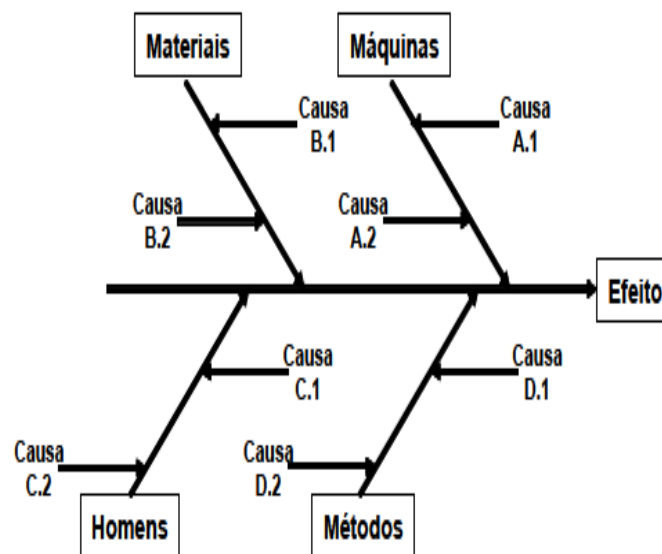 Materiais
Máquinas
Causa
B.1
Causa
A.1
Causa
B.2
Causa
A.2
Efeito
Causa
C.1
Causa
D.1
Causa
C.2
Causa
D.2
Homens
Métodos